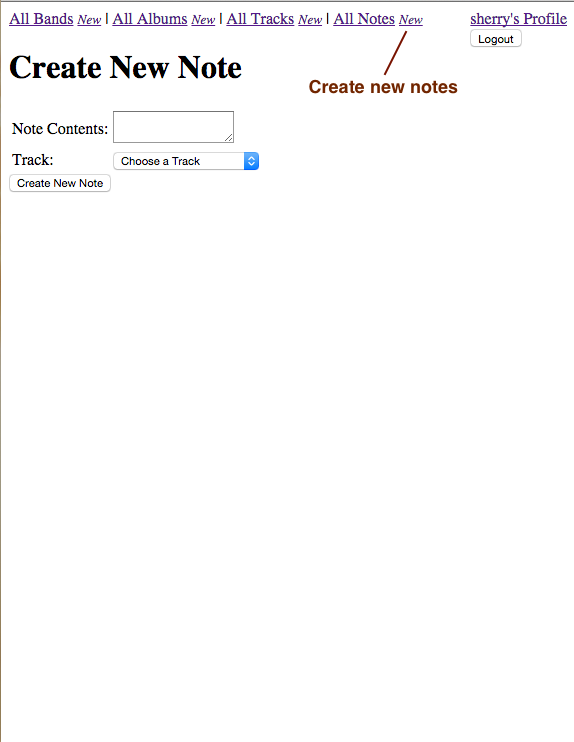 All Bands New | All Albums New | All Tracks New | All Notes New sherry's Profile
Logout
Create New Note
Create new notes
Note Contents:
Track: Choose a Track
Create New Note